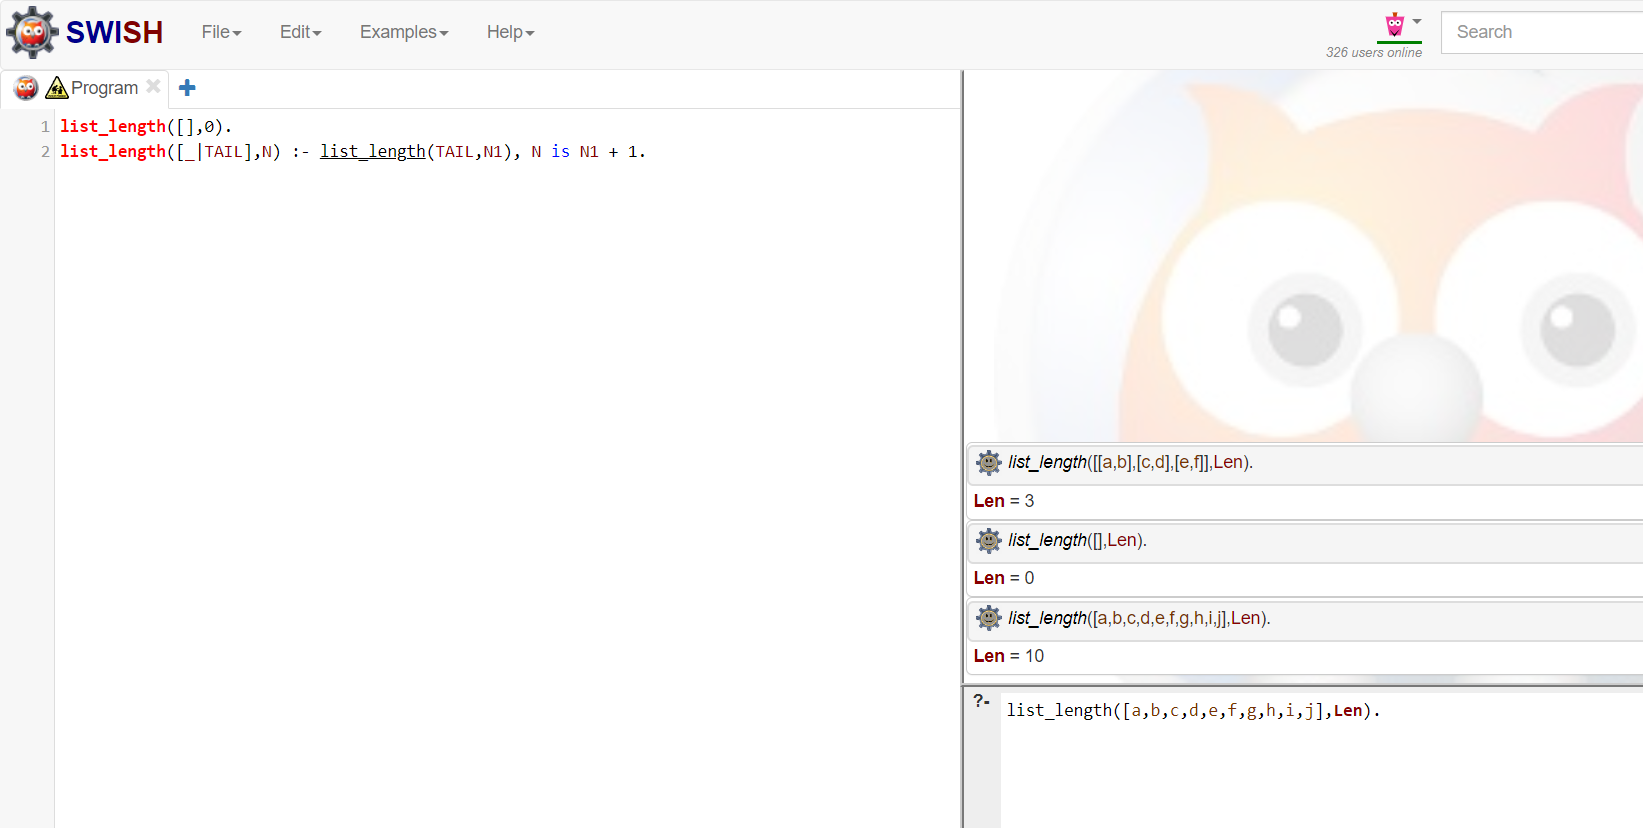 SWISH File Edit Examples Help
326 users online
Search
Program
1 list_length([],0).
2 list_length([_|TAIL],N) :- list_length(TAIL,N1), N is N1 + 1.
list_length([[a,b],[c,d],[e,f]],Len).
Len = 3
list_length([],Len).
Len = 0
list_length([a,b,c,d,e,f,g,h,i,j],Len).
Len = 10
?- list_length([a,b,c,d,e,f,g,h,i,j],Len).